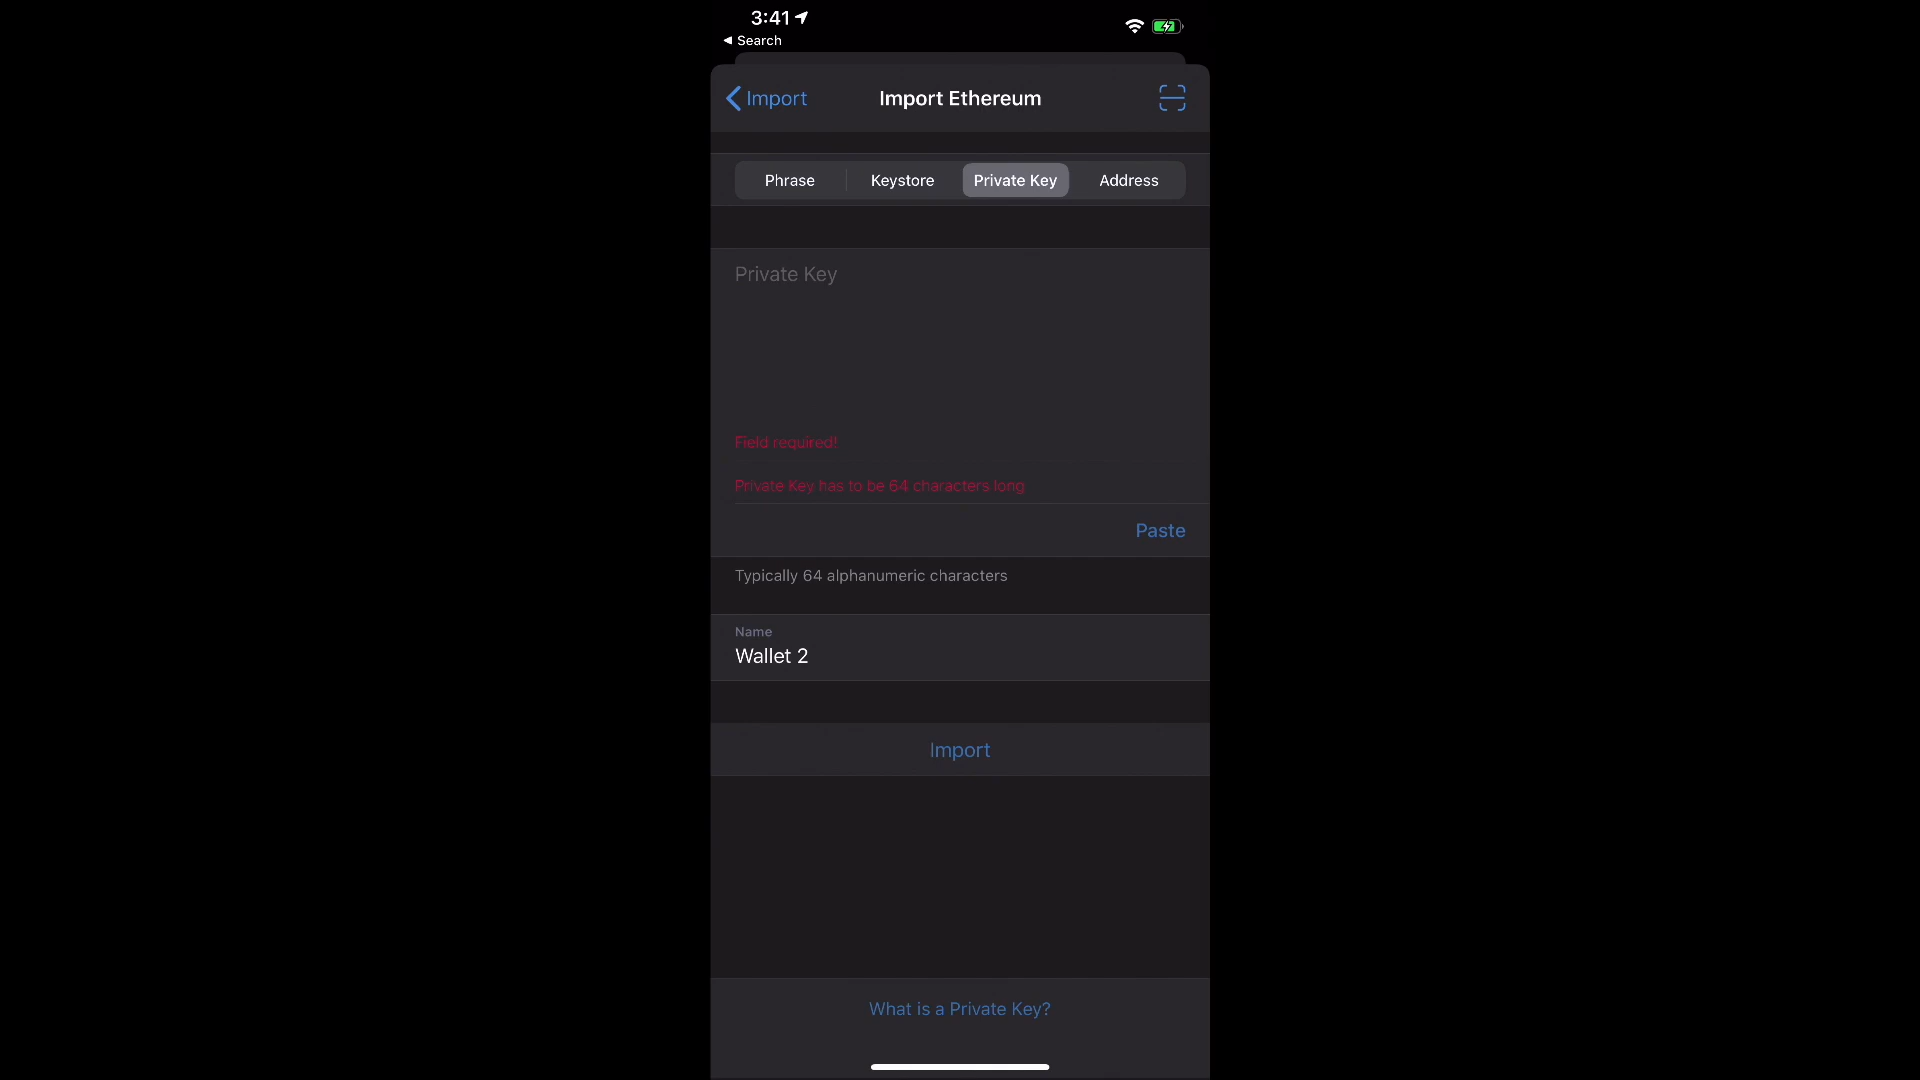 3:41
◀ Search
Import
Import Ethereum
Phrase
Keystore
Private Key
Address
Private Key
Field required!
Private Key has to be 64 characters long
Paste
Typically 64 alphanumeric characters
Name
Wallet 2
Import
What is a Private Key?